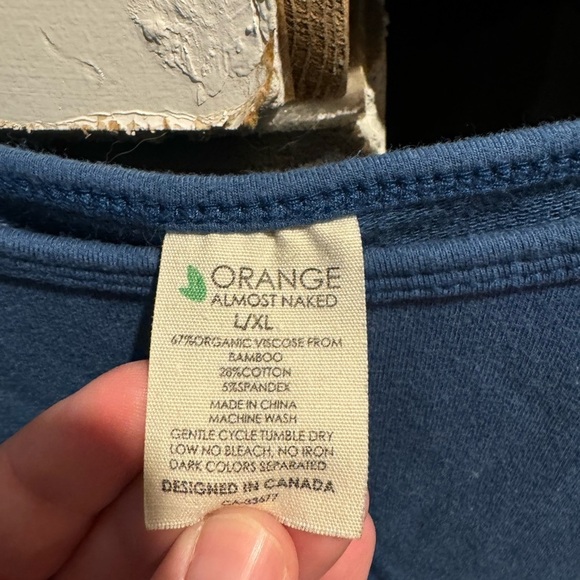 ORANGE
ALMOST NAKED
L/XL
67%ORGANIC VISCOSE FROM
BAMBOO
28%COTTON
5%SPANDEX
MADE IN CHINA
MACHINE WASH
GENTLE CYCLE TUMBLE DRY
LOW NO BLEACH, NO IRON
DARK COLORS SEPARATED
DESIGNED IN CANADA